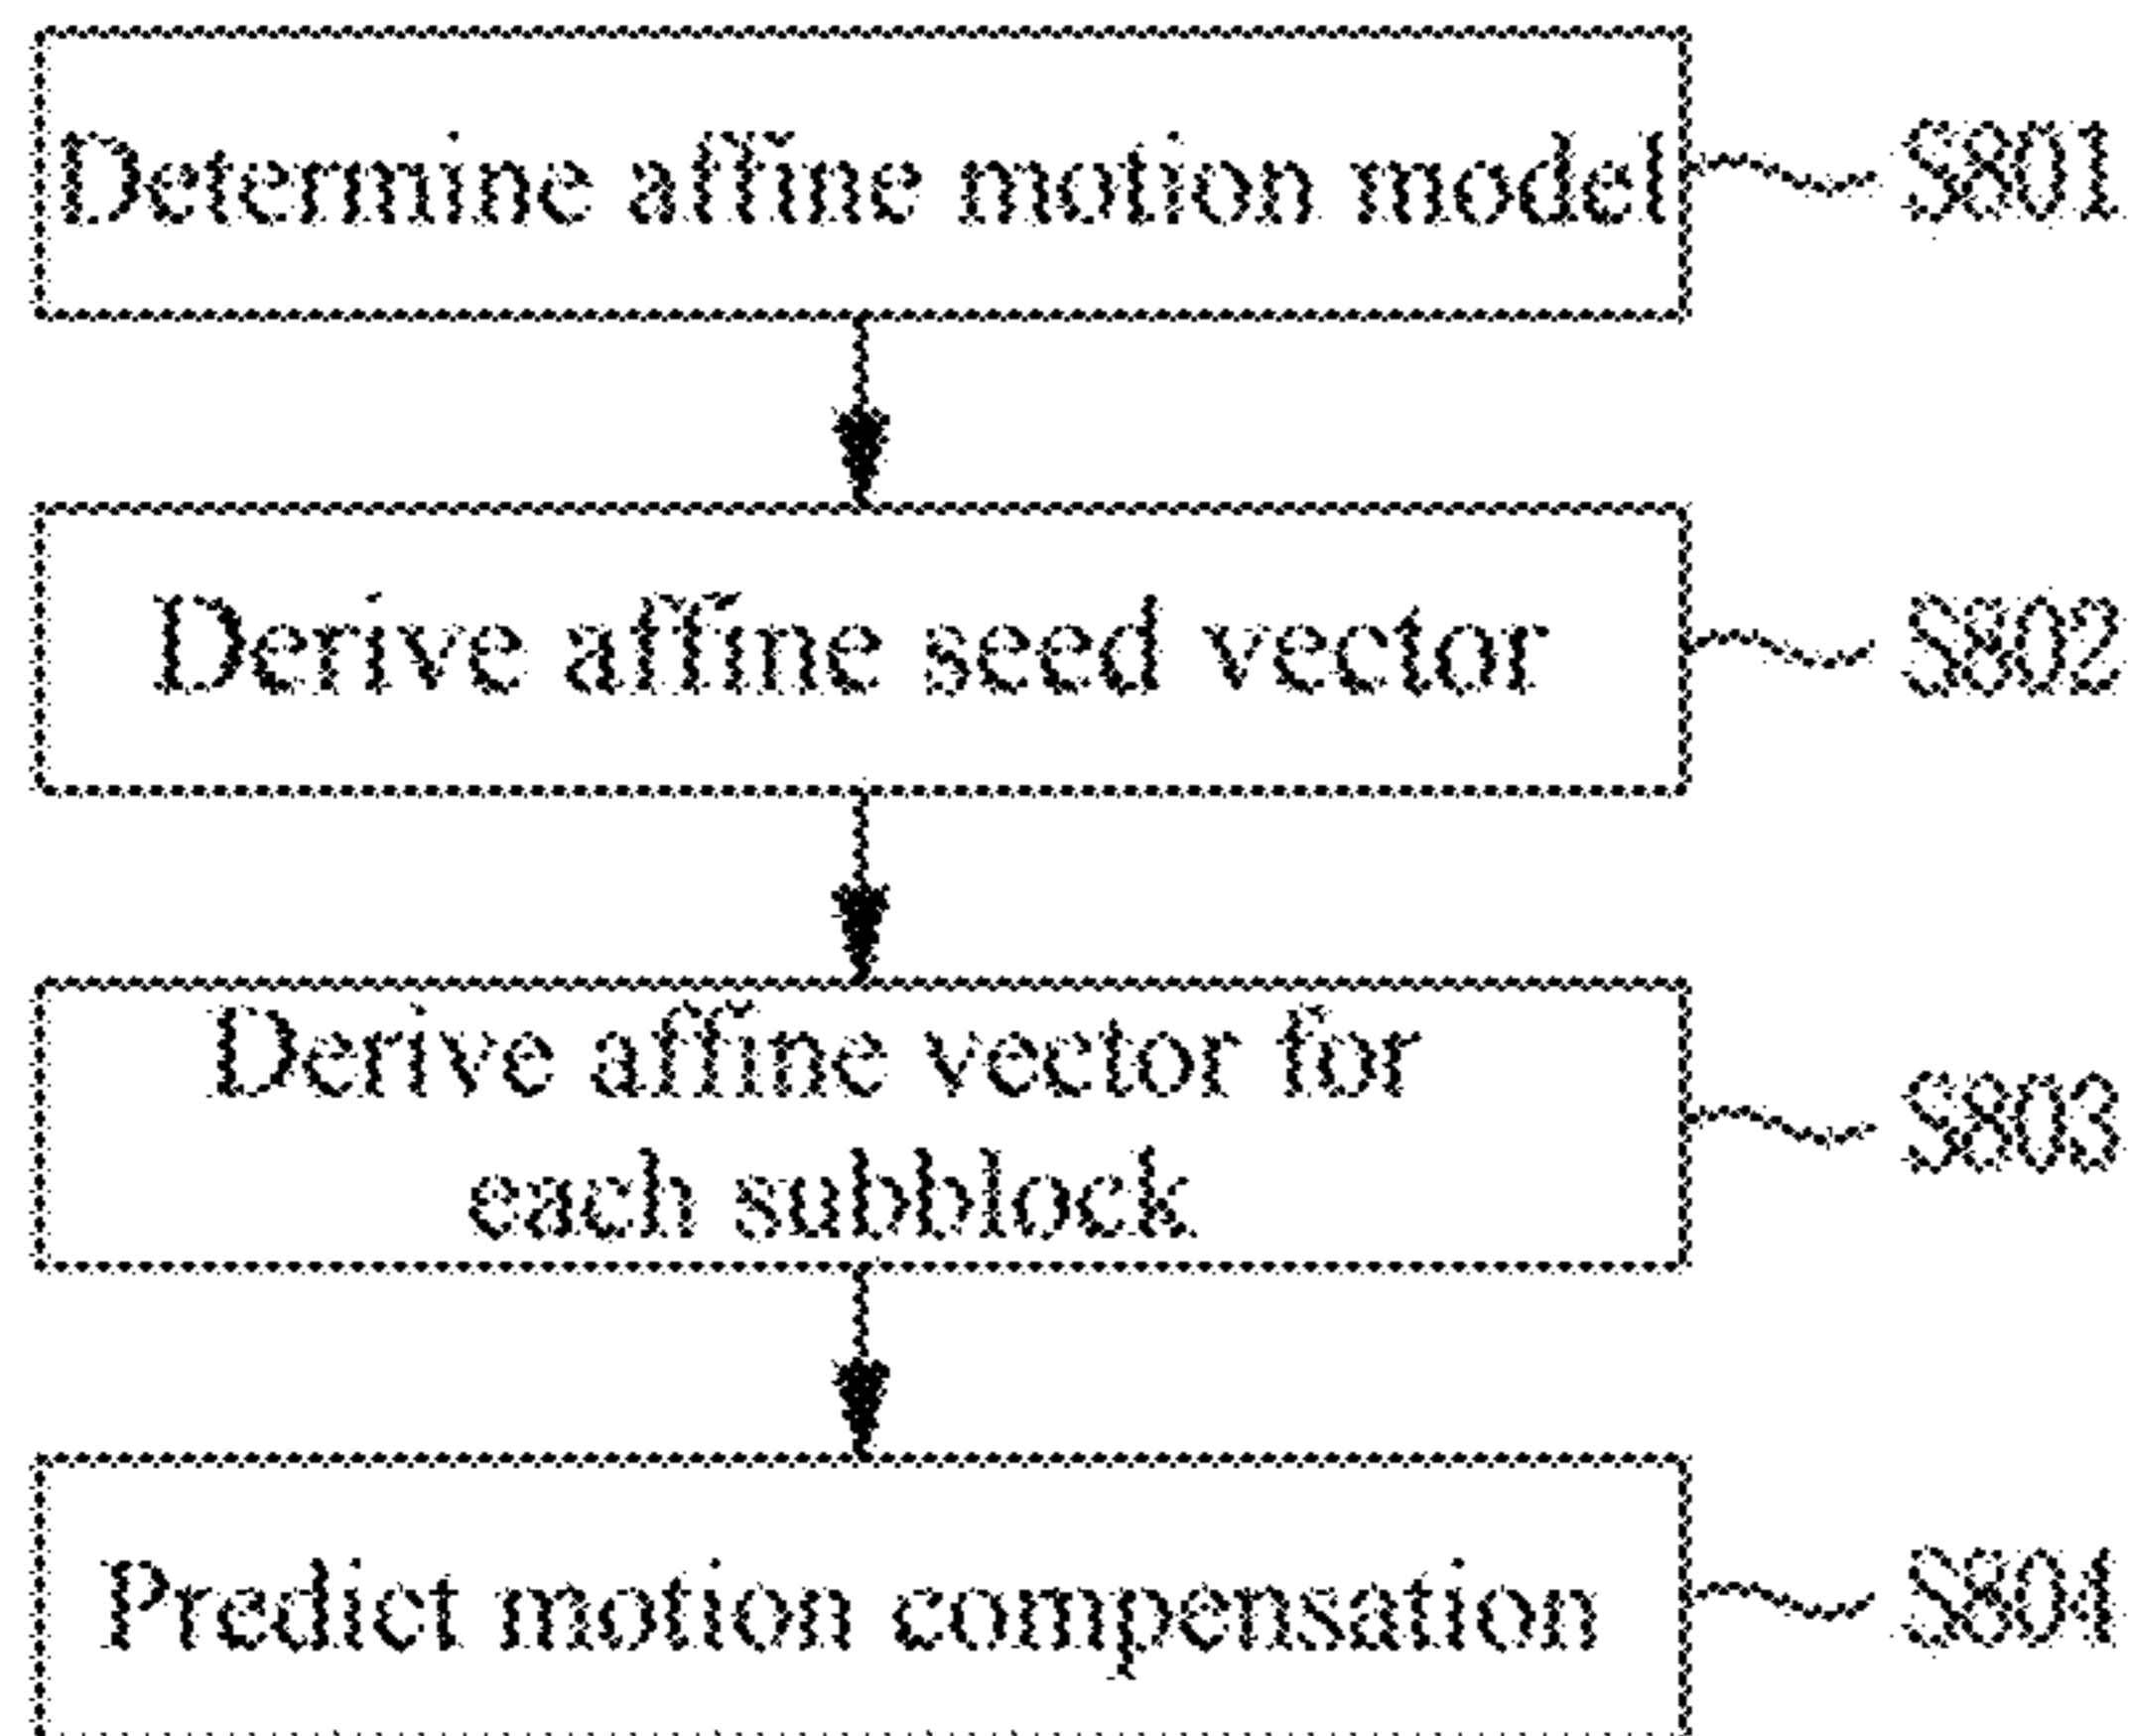 Determine affine motion model
S801
Derive affine seed vector
S802
Derive affine vector for
each subblock
S803
Predict motion compensation
S804